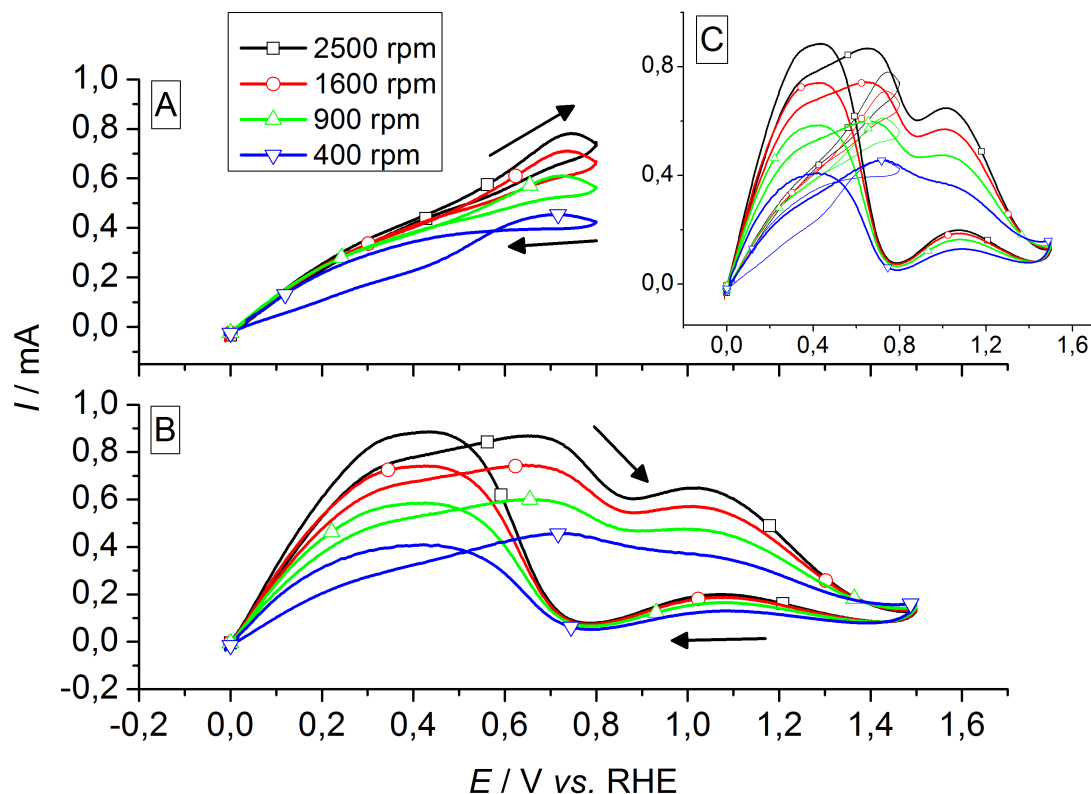 2500 rpm
1600 rpm
900 rpm
400 rpm
A
1,0
0,8
0,6
0,4
0,2
0,0
C
0,8
0,4
0,0
0,0 0,4 0,8 1,2 1,6
I / mA
B
1,0
0,8
0,6
0,4
0,2
0,0
-0,2
-0,2 0,0 0,2 0,4 0,6 0,8 1,0 1,2 1,4 1,6
E / V vs. RHE